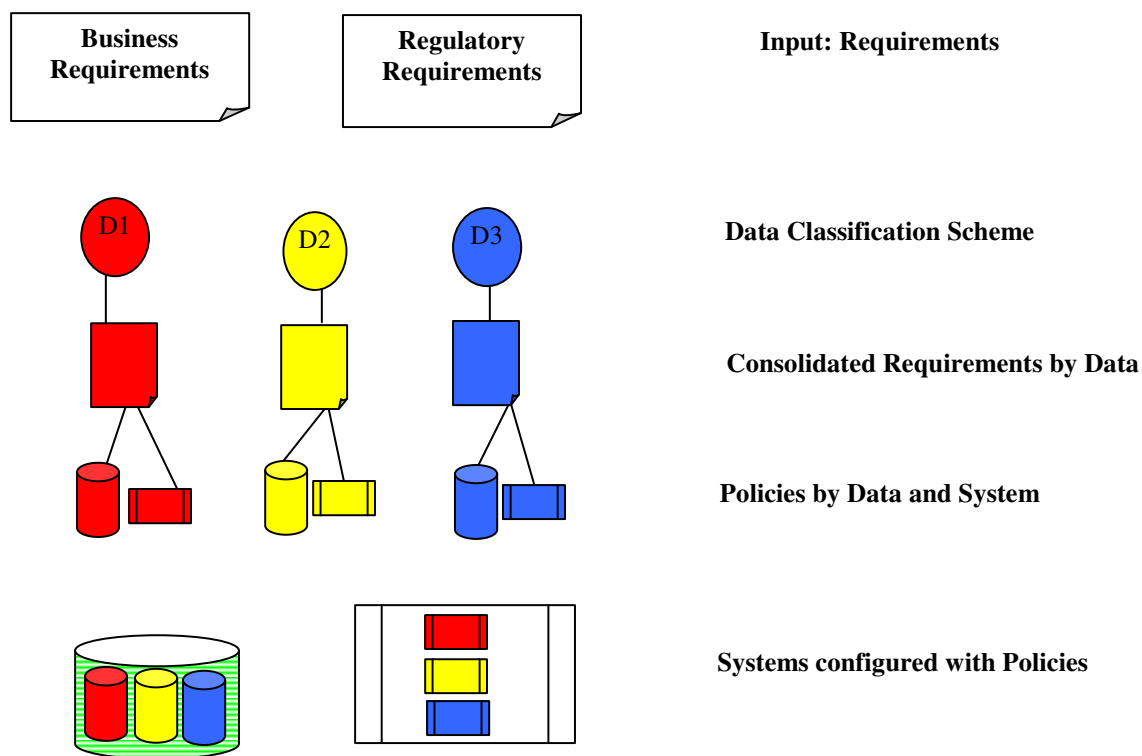 Business
Requirements
Regulatory
Requirements
Input: Requirements
D1
D2
D3
Data Classification Scheme
Consolidated Requirements by Data
Policies by Data and System
Systems configured with Policies